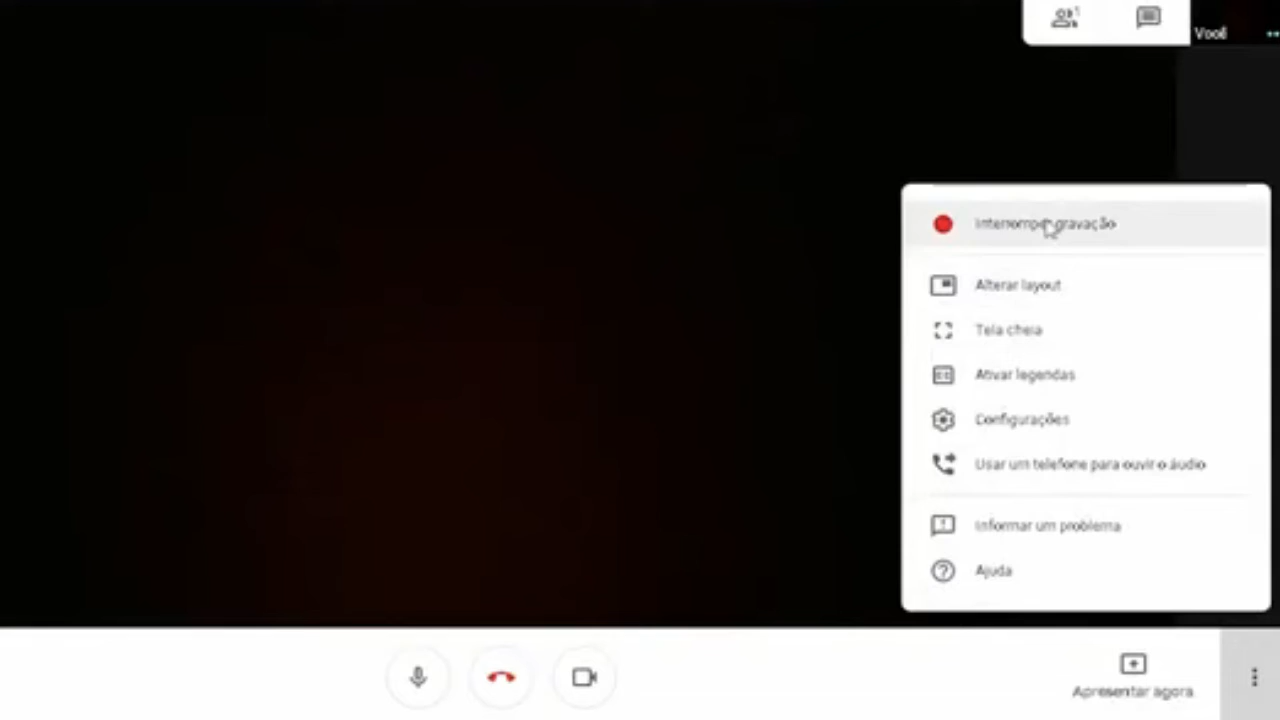 1
Você
Interromper gravação
Alterar layout
Tela cheia
Ativar legendas
Configurações
Usar um telefone para ouvir o áudio
Informar um problema
Ajuda
Apresentar agora